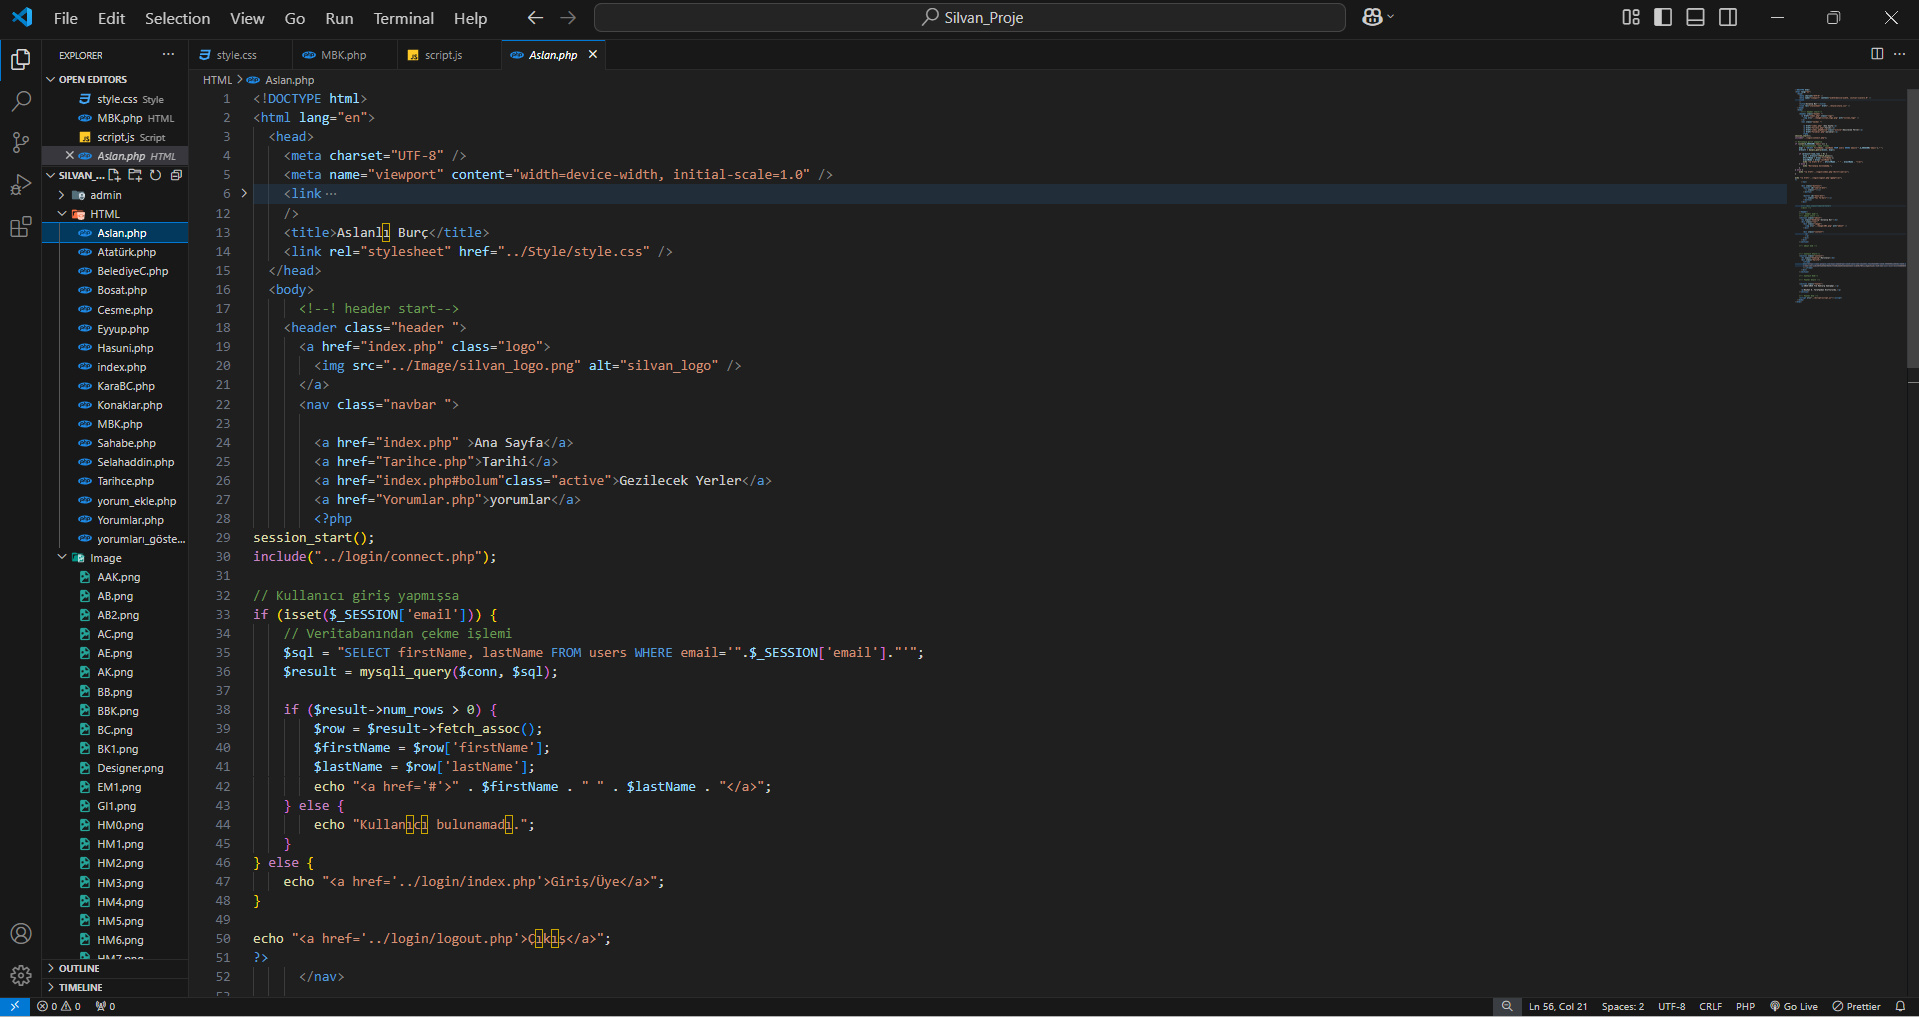 File Edit Selection View Go Run Terminal Help
Silvan_Proje
EXPLORER
OPEN EDITORS
style.css Style
MBK.php HTML
script.js Script
Aslan.php HTML
SILVAN_...
admin
HTML
Aslan.php
Atatürk.php
BelediyeC.php
Bosat.php
Cesme.php
Eyyup.php
Hasuni.php
index.php
KaraBC.php
Konaklar.php
MBK.php
Sahabe.php
Selahaddin.php
Tarihce.php
yorum_ekle.php
Yorumlar.php
yorumları_göste...
Image
AAK.png
AB.png
AB2.png
AC.png
AE.png
AK.png
BB.png
BBK.png
BC.png
BK1.png
Designer.png
EM1.png
GI1.png
HM0.png
HM1.png
HM2.png
HM3.png
HM4.png
HM5.png
HM6.png
HM7.png
OUTLINE
TIMELINE
style.css MBK.php script.js Aslan.php
HTML > Aslan.php
1 <!DOCTYPE html>
2 <html lang="en">
3 <head>
4 <meta charset="UTF-8" />
5 <meta name="viewport" content="width=device-width, initial-scale=1.0" />
6 <link ···
12 />
13 <title>Aslanlı Burç</title>
14 <link rel="stylesheet" href="../Style/style.css" />
15 </head>
16 <body>
17 <!--! header start-->
18 <header class="header ">
19 <a href="index.php" class="logo">
20 <img src="../Image/silvan_logo.png" alt="silvan_logo" />
21 </a>
22 <nav class="navbar ">
23
24 <a href="index.php" >Ana Sayfa</a>
25 <a href="Tarihce.php">Tarihi</a>
26 <a href="index.php#bolum"class="active">Gezilecek Yerler</a>
27 <a href="Yorumlar.php">yorumlar</a>
28 <?php
29 session_start();
30 include("../login/connect.php");
31
32 // Kullanıcı giriş yapmışsa
33 if (isset($_SESSION['email'])) {
34 // Veritabanından çekme işlemi
35 $sql = "SELECT firstName, lastName FROM users WHERE email='".$_SESSION['email']."'";
36 $result = mysqli_query($conn, $sql);
37
38 if ($result->num_rows > 0) {
39 $row = $result->fetch_assoc();
40 $firstName = $row['firstName'];
41 $lastName = $row['lastName'];
42 echo "<a href='#'>" . $firstName . " " . $lastName . "</a>";
43 } else {
44 echo "Kullanıcı bulunamadı.";
45 }
46 } else {
47 echo "<a href='../login/index.php'>Giriş/Üye</a>";
48 }
49
50 echo "<a href='../login/logout.php'>Çıkış</a>";
51 ?>
52 </nav>
0 0 0
Ln 56, Col 21 Spaces: 2 UTF-8 CRLF PHP Go Live Prettier